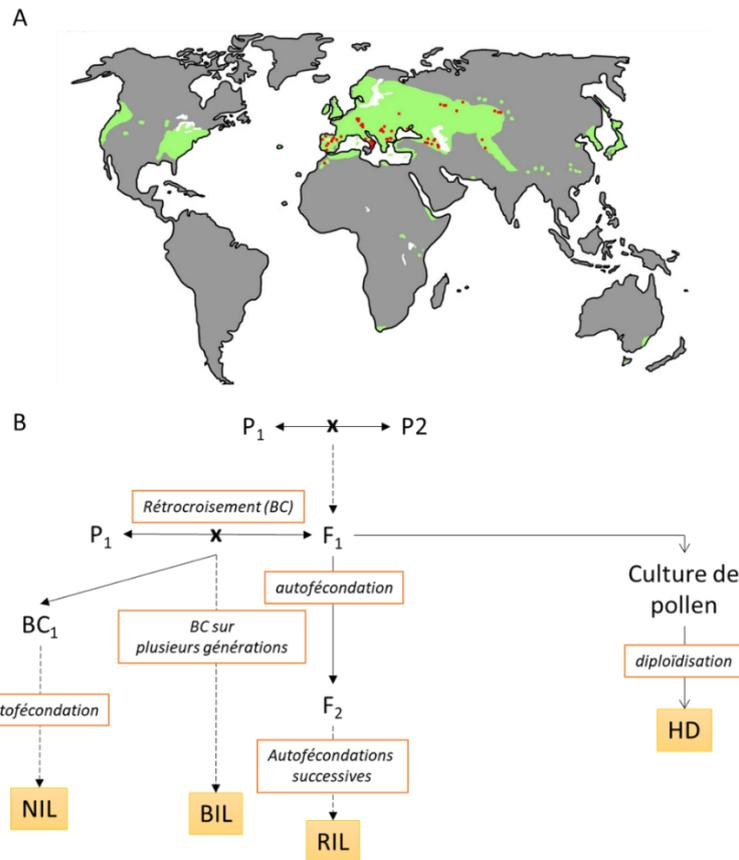 A
B
P1 x P2
Rétrocroisement (BC)
P1 x F1
autofécondation
Culture de
pollen
BC1
BC sur
plusieurs générations
diploïdisation
tofécondation
F2
HD
Autofécondations
successives
NIL
BIL
RIL